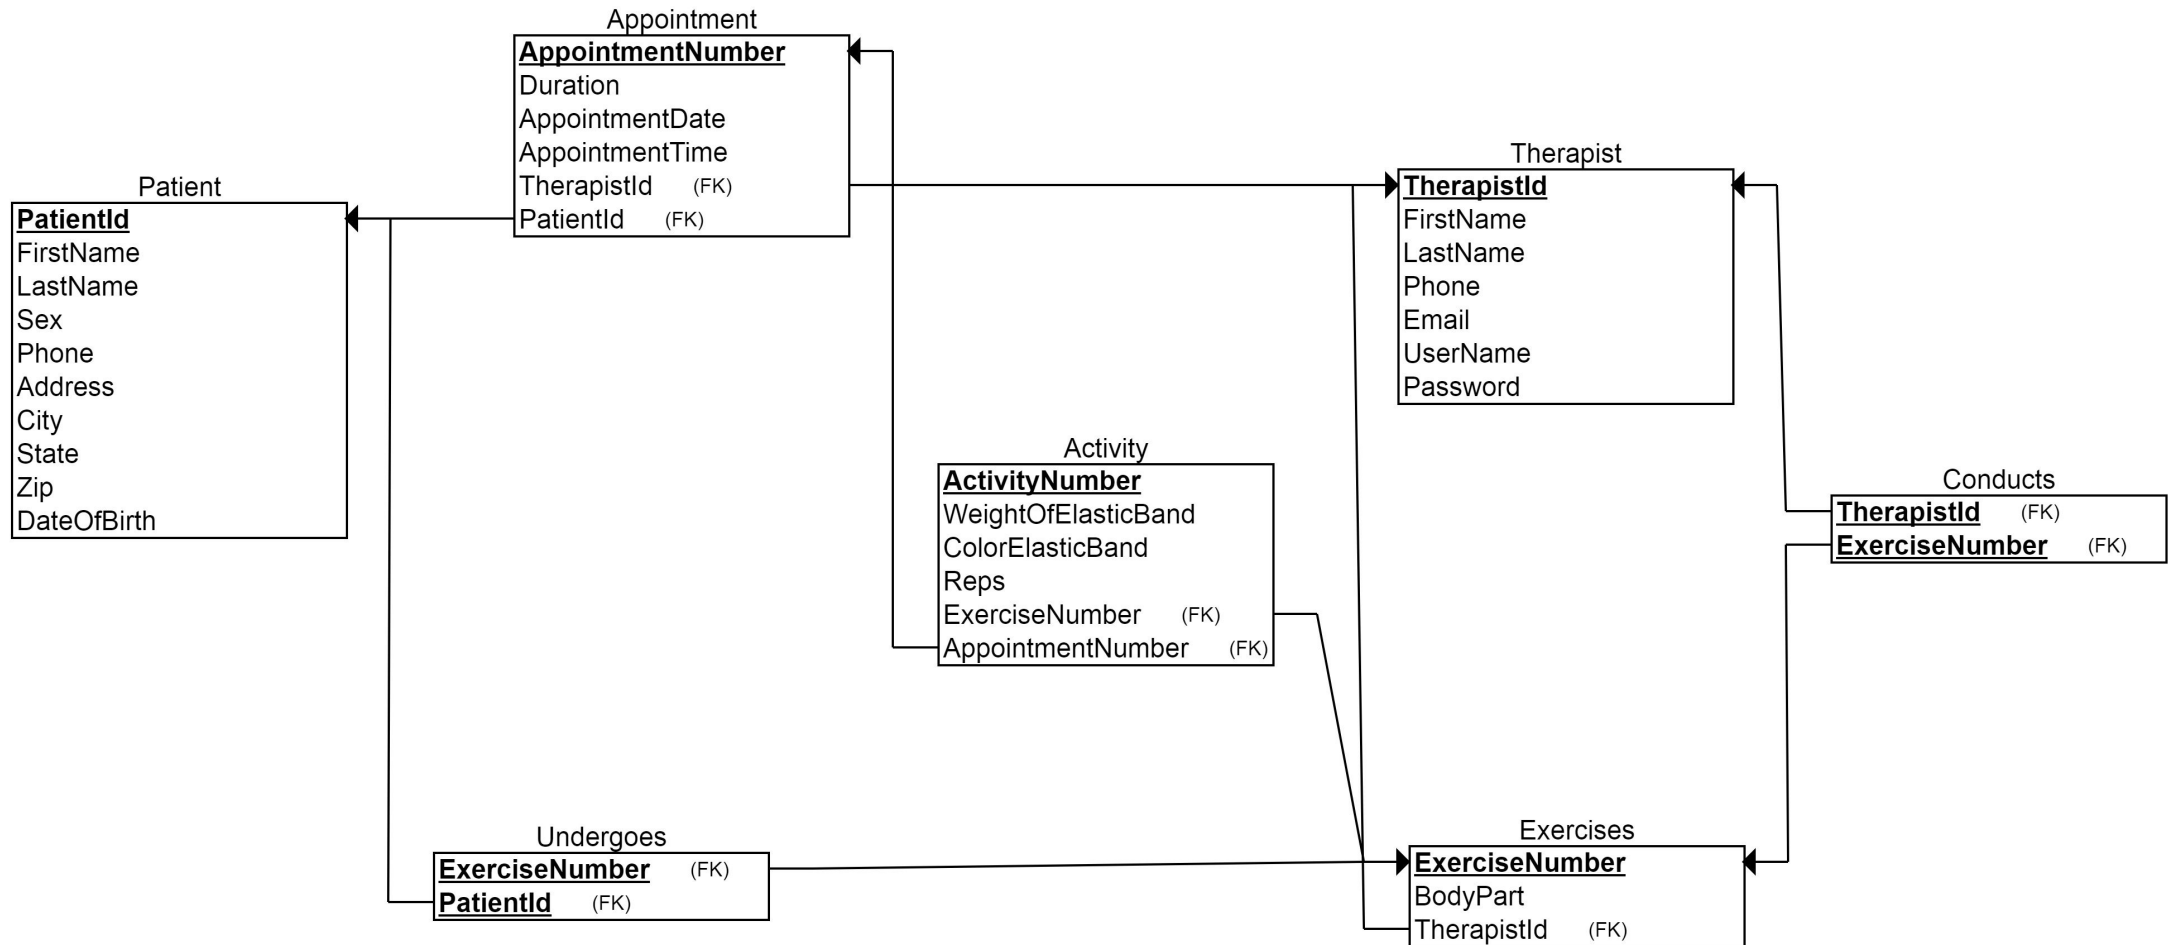 Appointment
AppointmentNumber
Duration
AppointmentDate
AppointmentTime
TherapistId (FK)
PatientId (FK)
Patient
PatientId
FirstName
LastName
Sex
Phone
Address
City
State
Zip
DateOfBirth
Therapist
TherapistId
FirstName
LastName
Phone
Email
UserName
Password
Activity
ActivityNumber
WeightOfElasticBand
ColorElasticBand
Reps
ExerciseNumber (FK)
AppointmentNumber (FK)
Conducts
TherapistId (FK)
ExerciseNumber (FK)
Undergoes
ExerciseNumber (FK)
PatientId (FK)
Exercises
ExerciseNumber
BodyPart
TherapistId (FK)